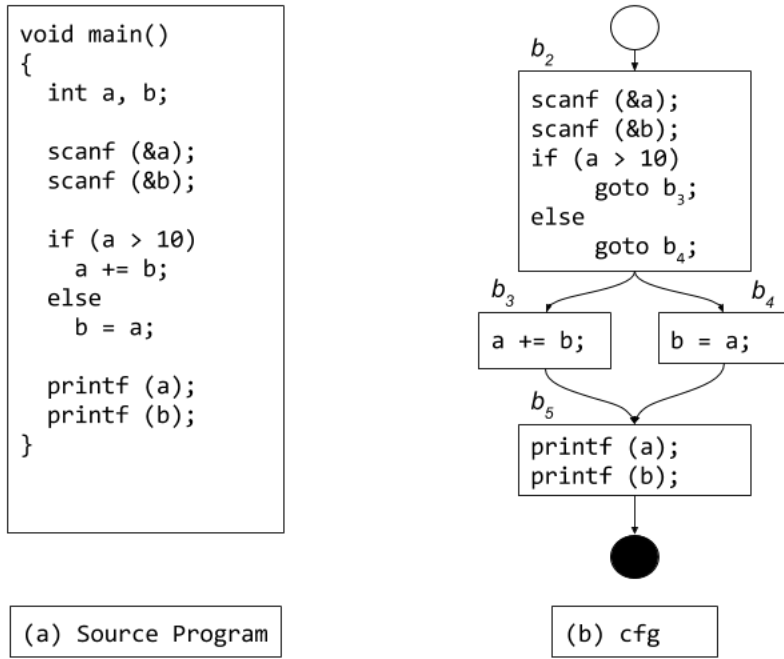 void main()
{
int a, b;
scanf (&a);
scanf (&b);
if (a > 10)
a += b;
else
b = a;
printf (a);
printf (b);
}
(a) Source Program
b2
scanf (&a);
scanf (&b);
if (a > 10)
goto b3;
else
goto b4;
b3
a += b;
b4
b = a;
b5
printf (a);
printf (b);
(b) cfg